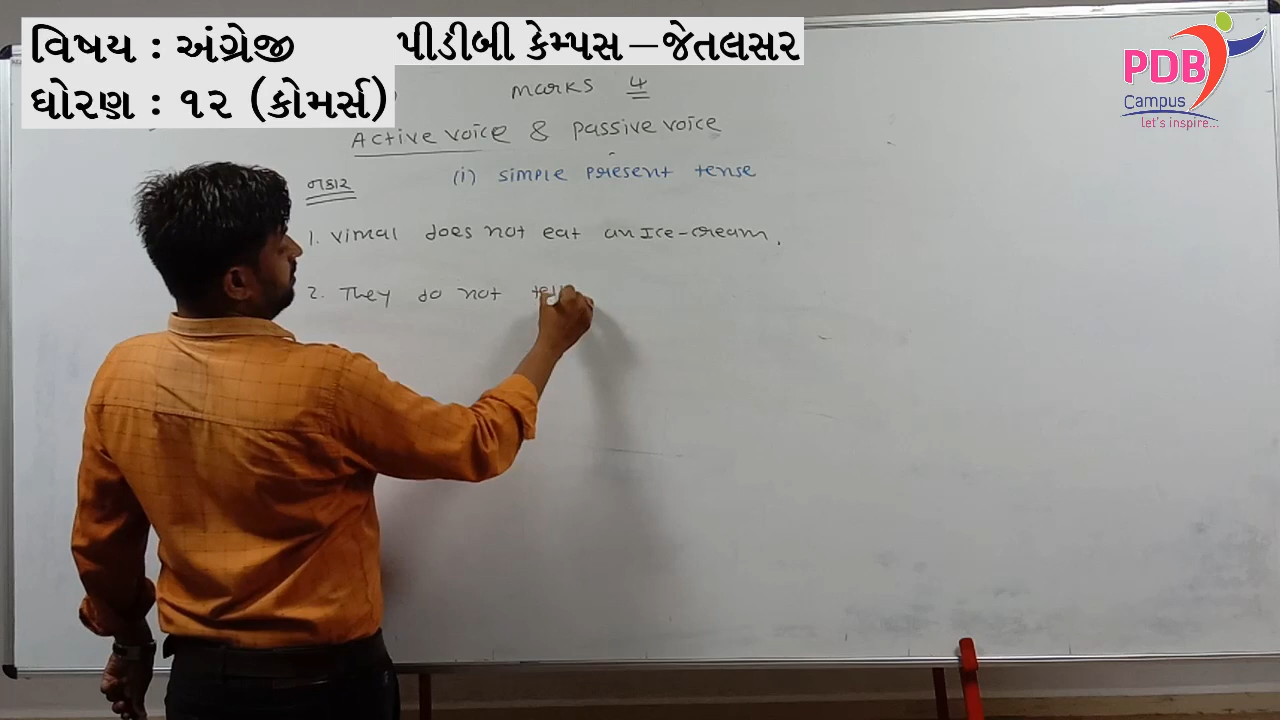 વિષય : અંગ્રેજી પીડીબી કેમ્પસ – જેતલસર
ધોરણ : ૧૨ (કોમર્સ)
PDB
Campus
let's inspire...
marks 4
Active voice & passive voice
નકાર (i) simple present tense
1. vimal does not eat an Ice-cream.
2. They do not tell